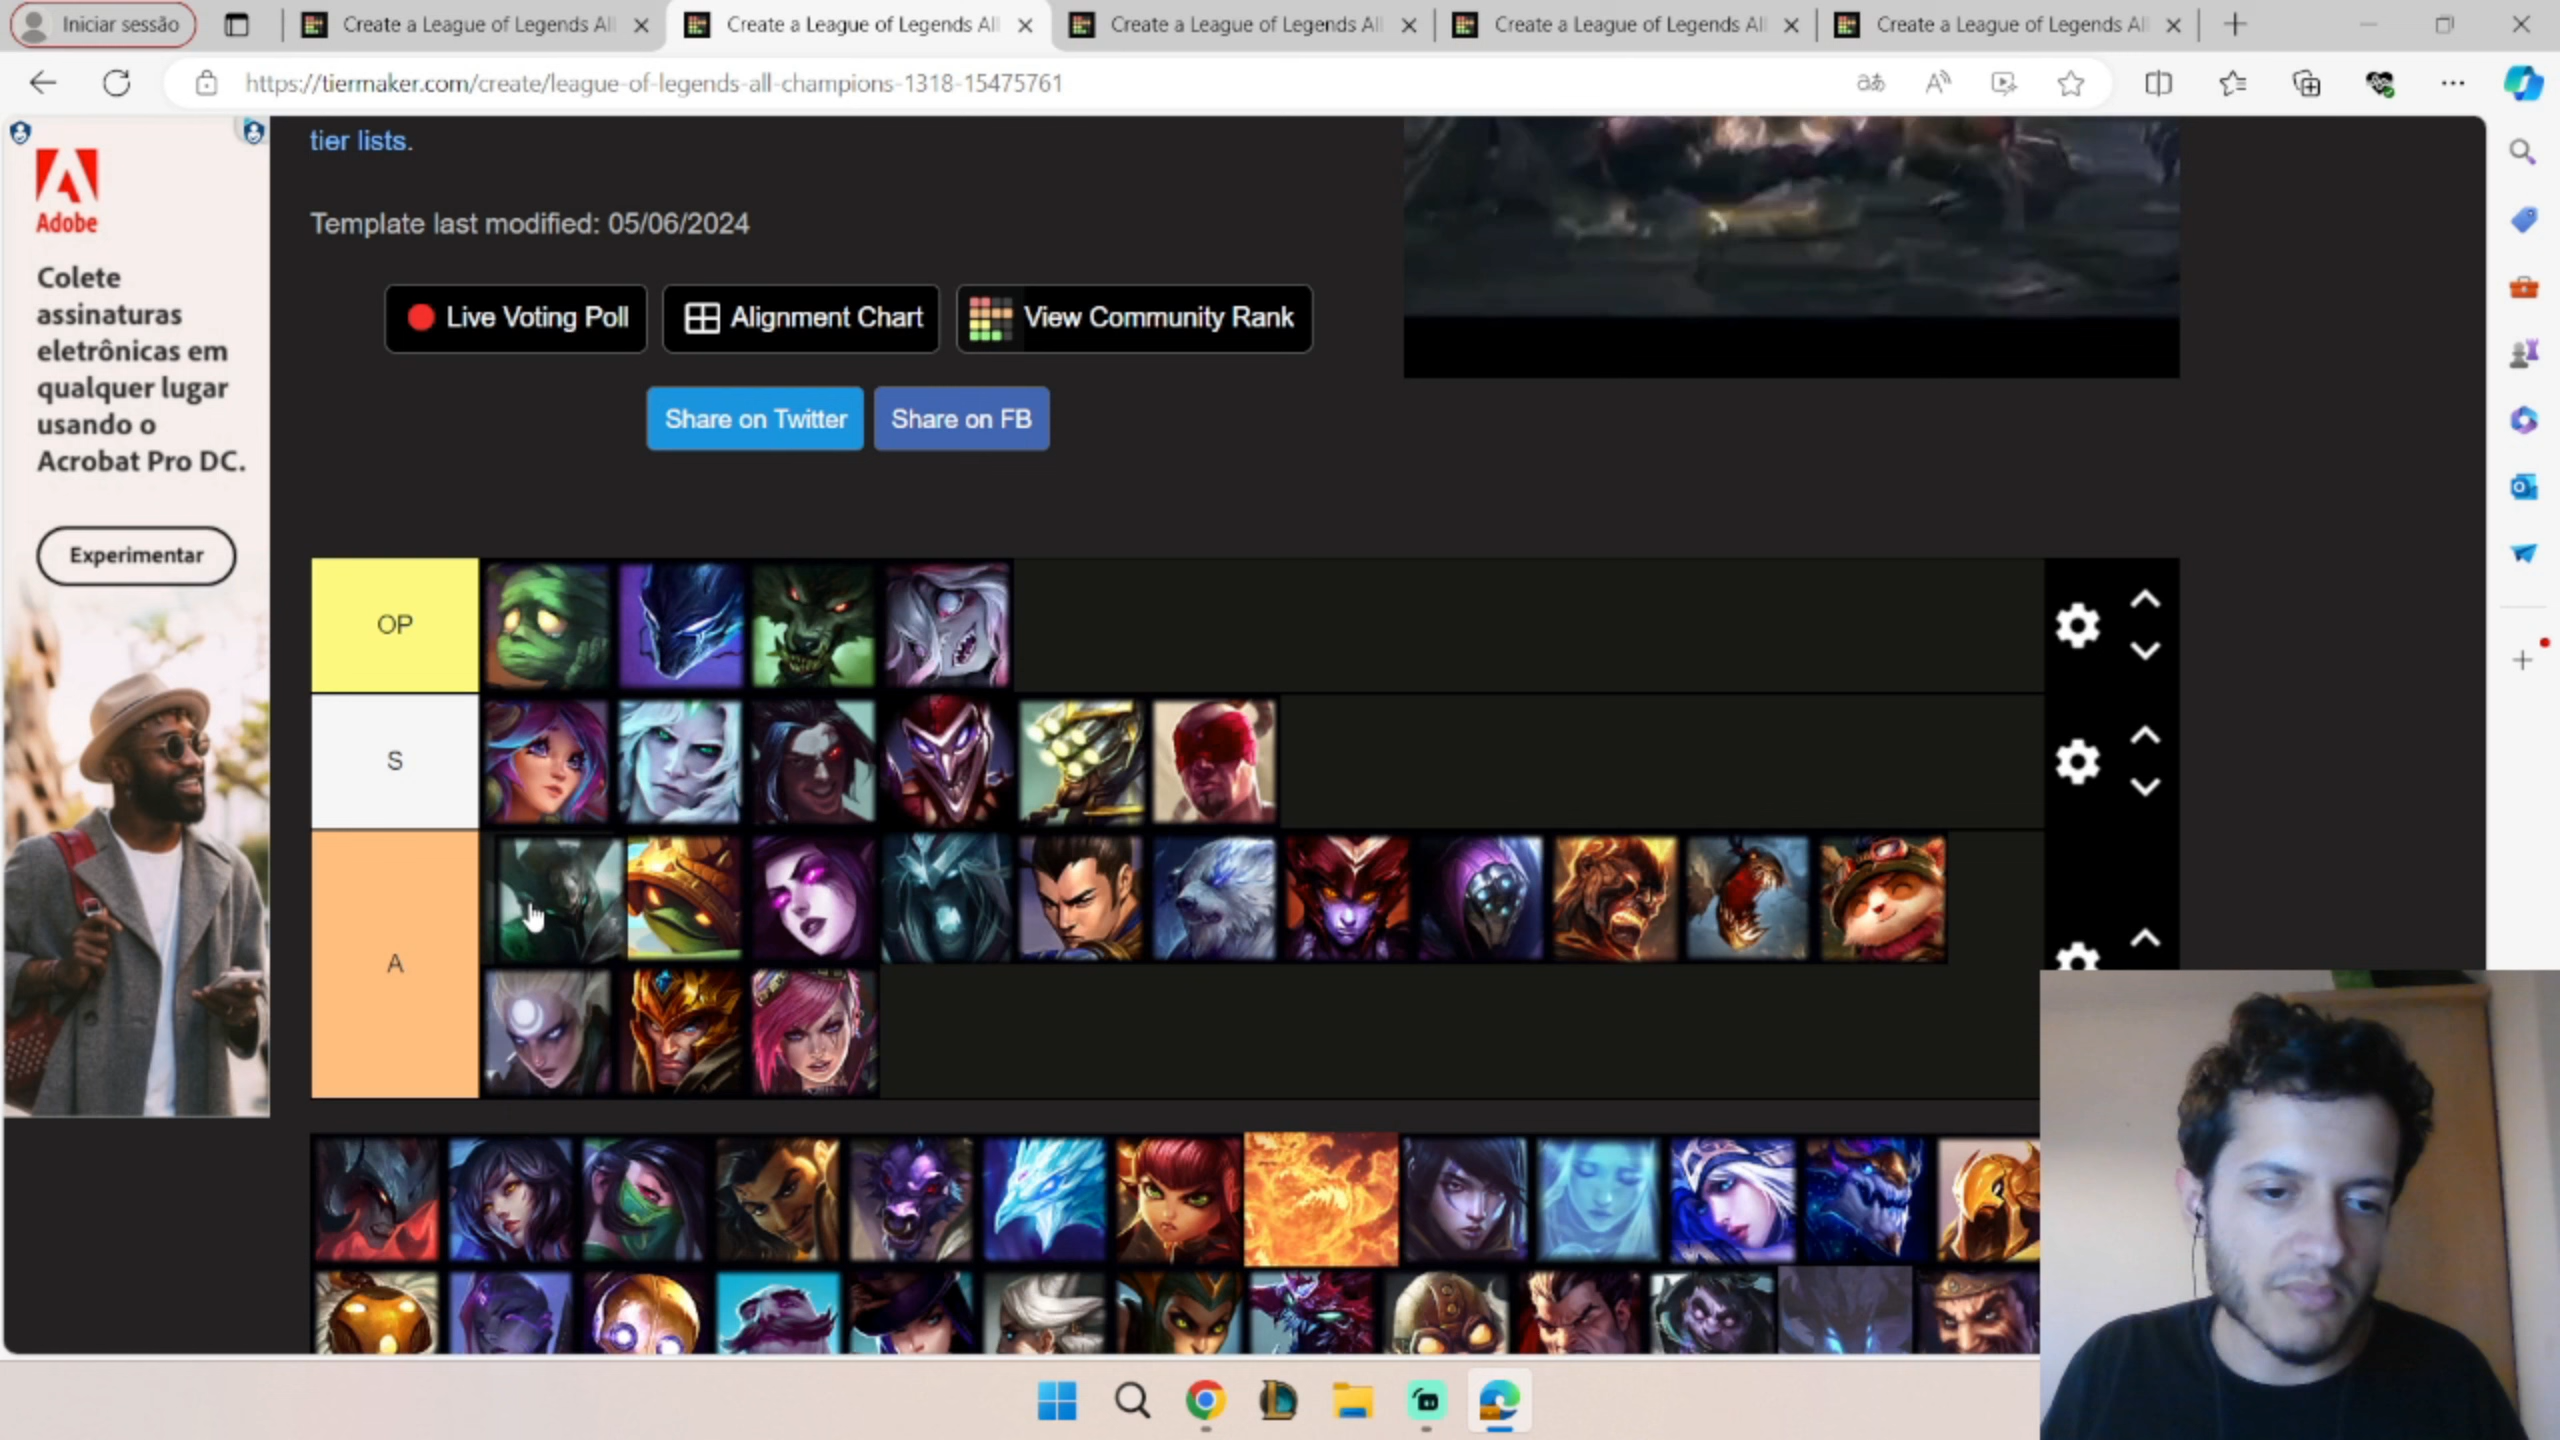 Iniciar sessão
Create a League of Legends All
Create a League of Legends All
Create a League of Legends All
Create a League of Legends All
Create a League of Legends All
https://tiermaker.com/create/league-of-legends-all-champions-1318-15475761
tier lists.
Template last modified: 05/06/2024
Live Voting Poll
Alignment Chart
View Community Rank
Share on Twitter
Share on FB
Adobe
Colete
assinaturas
eletrônicas em
qualquer lugar
usando o
Acrobat Pro DC.
Experimentar
OP
S
A